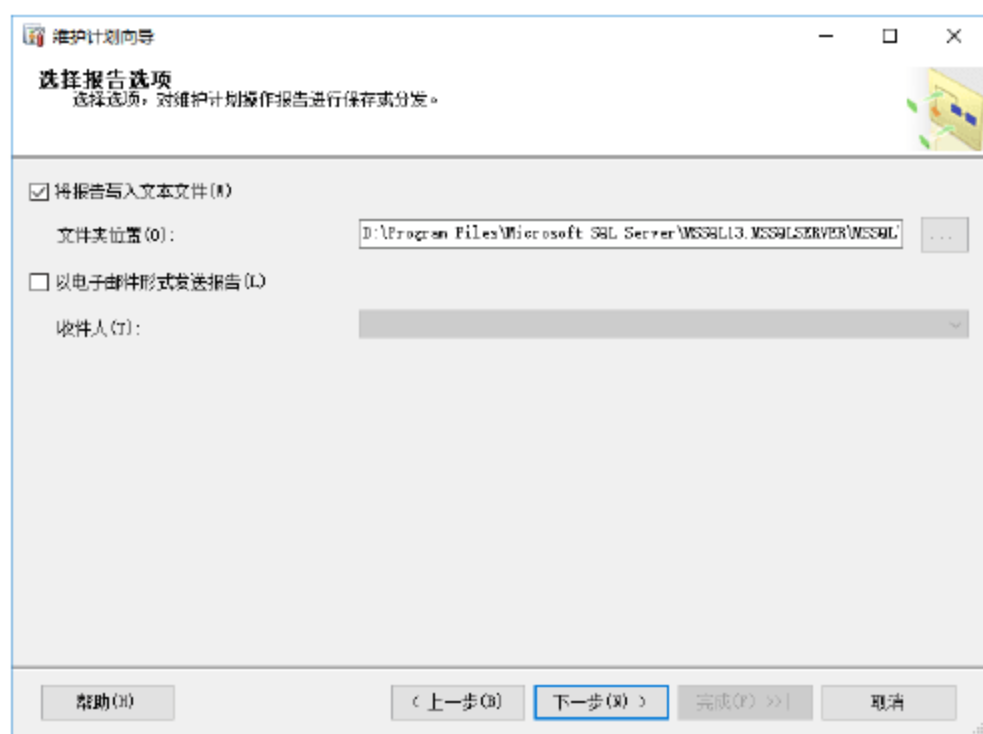 维护计划向导
选择报告选项
选择选项，对维护计划操作报告进行保存或分发。
将报告写入文本文件(W)
文件夹位置(O):
D:\Program Files\Microsoft SQL Server\MSSQL13.MSSQLSERVER\MSSQL\
...
以电子邮件形式发送报告(L)
收件人(T):
帮助(H)
< 上一步(B)
下一步(N) >
完成(F) >>|
取消